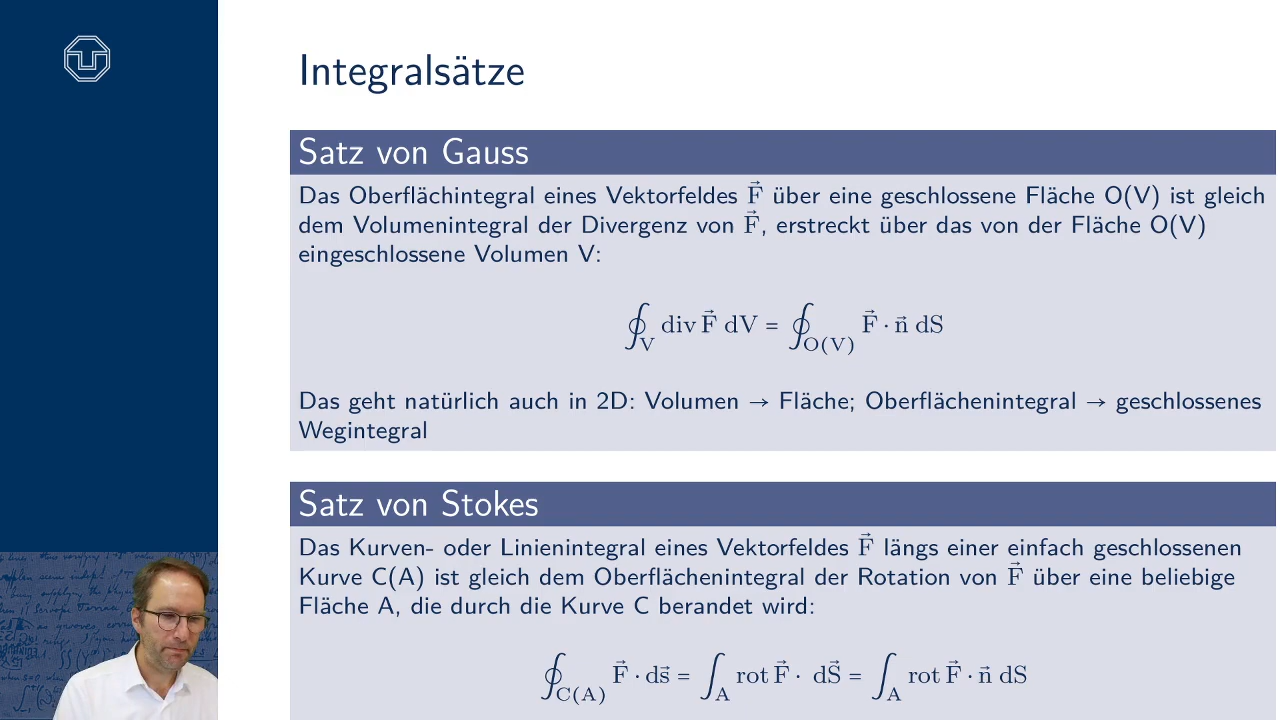 Integralsätze
Satz von Gauss
Das Oberflächintegral eines Vektorfeldes F⃗ über eine geschlossene Fläche O(V) ist gleich
dem Volumenintegral der Divergenz von F⃗, erstreckt über das von der Fläche O(V)
eingeschlossene Volumen V:
∮_V div F⃗ dV = ∮_O(V) F⃗ · n⃗ dS
Das geht natürlich auch in 2D: Volumen → Fläche; Oberflächenintegral → geschlossenes
Wegintegral
Satz von Stokes
Das Kurven- oder Linienintegral eines Vektorfeldes F⃗ längs einer einfach geschlossenen
Kurve C(A) ist gleich dem Oberflächenintegral der Rotation von F⃗ über eine beliebige
Fläche A, die durch die Kurve C berandet wird:
∮_C(A) F⃗ · ds⃗ = ∫_A rot F⃗ · dS⃗ = ∫_A rot F⃗ · n⃗ dS